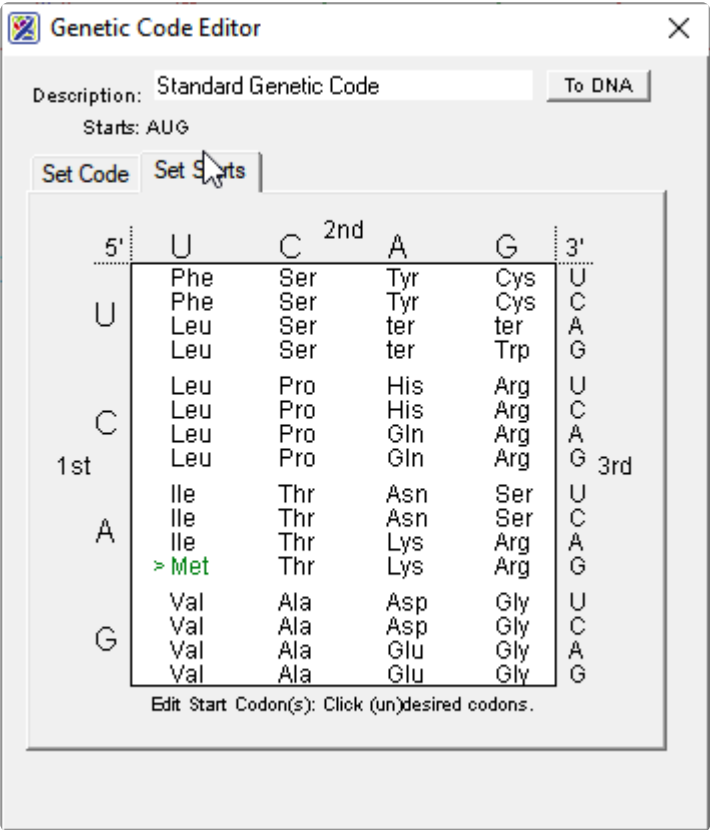 Genetic Code Editor
Description: Standard Genetic Code To DNA
Starts: AUG
Set Code Set Starts
2nd
5' U C A G 3'
Phe Ser Tyr Cys U
Phe Ser Tyr Cys C
U
Leu Ser ter ter A
Leu Ser ter Trp G
Leu Pro His Arg U
Leu Pro His Arg C
C
Leu Pro Gln Arg A
Leu Pro Gln Arg G
1st 3rd
Ile Thr Asn Ser U
Ile Thr Asn Ser C
A
Ile Thr Lys Arg A
> Met Thr Lys Arg G
Val Ala Asp Gly U
Val Ala Asp Gly C
G
Val Ala Glu Gly A
Val Ala Glu Gly G
Edit Start Codon(s): Click (un)desired codons.